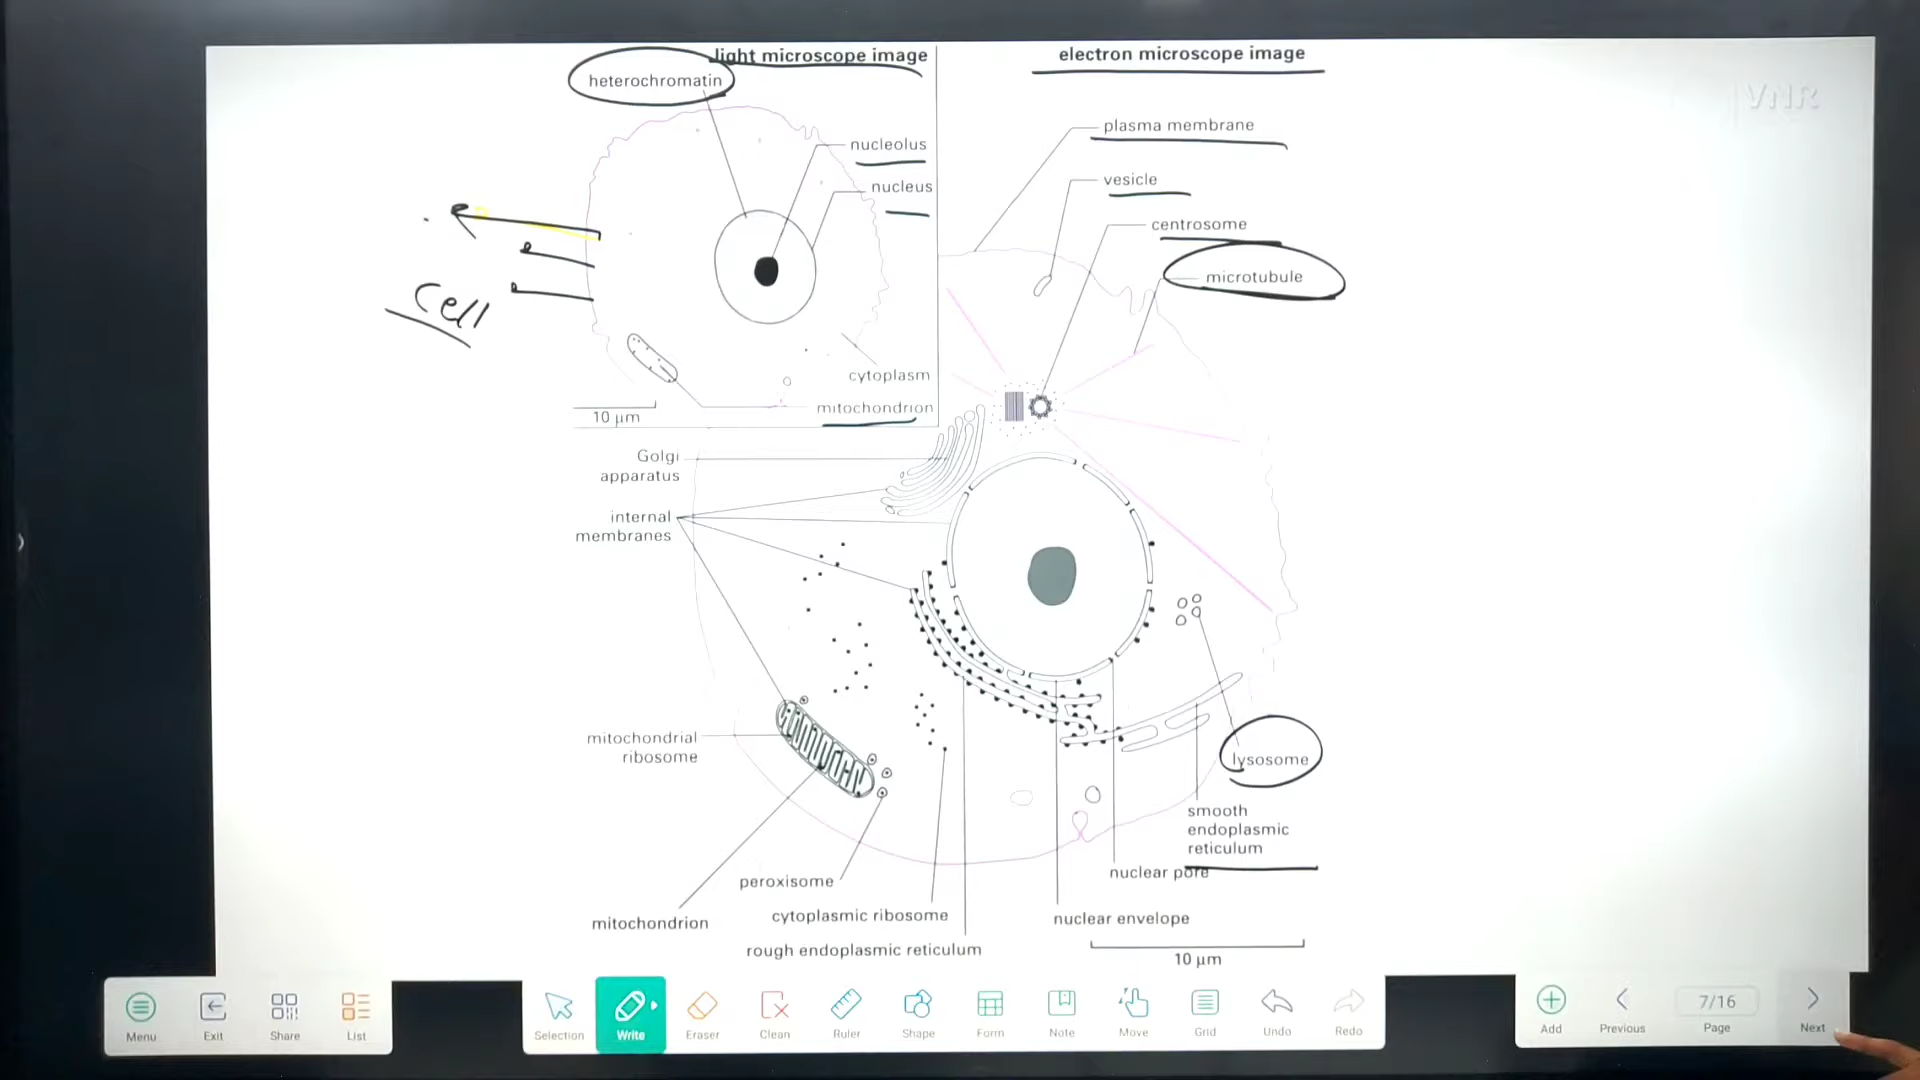 light microscope image
electron microscope image
heterochromatin
VNR
plasma membrane
nucleolus
vesicle
nucleus
centrosome
microtubule
cell
cytoplasm
mitochondrion
10 µm
Golgi
apparatus
internal
membranes
mitochondrial
ribosome
lysosome
smooth
endoplasmic
reticulum
nuclear pore
peroxisome
cytoplasmic ribosome
nuclear envelope
mitochondrion
rough endoplasmic reticulum
10 µm
Menu
Exit
Share
List
Selection
Write
Eraser
Clean
Ruler
Shape
Form
Note
Move
Grid
Undo
Redo
Add
Previous
7/16
Page
Next